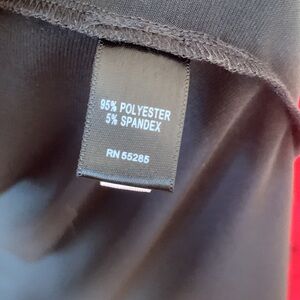 95% POLYESTER
5% SPANDEX
RN 55285